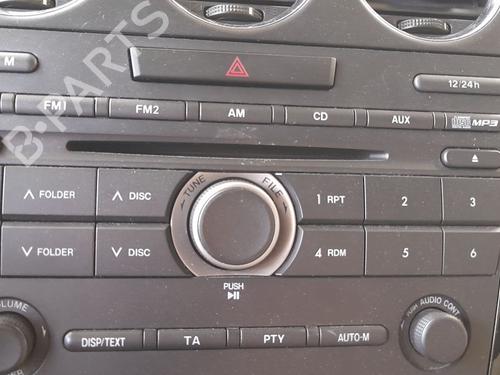 M
12/24h
FM1 FM2 AM CD AUX MP3
B-PARTS
FOLDER DISC TUNE FILE 1 RPT 2 3
FOLDER DISC 4 RDM 5 6
PUSH
VOLUME PUSH AUDIO CONT
DISP/TEXT TA PTY AUTO-M